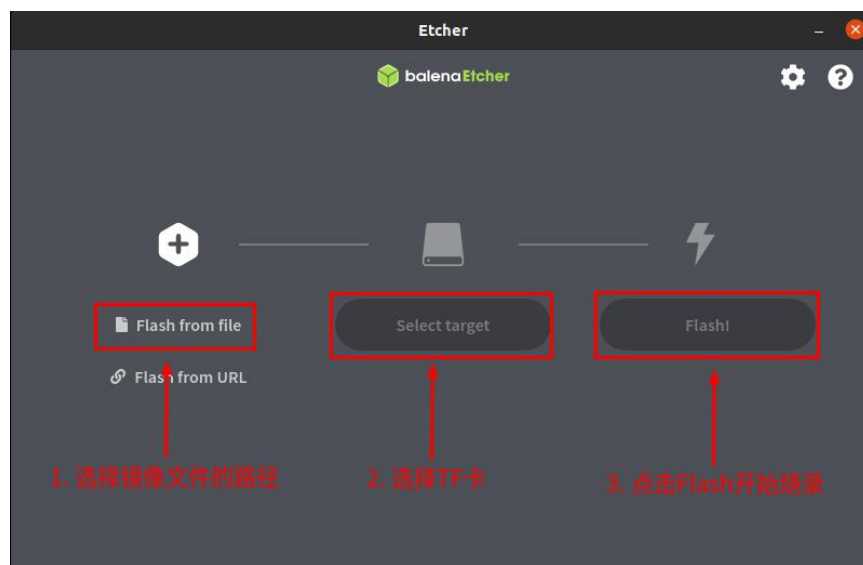 Etcher
balenaEtcher
Flash from file
Select target
Flash!
Flash from URL
1. 选择镜像文件的路径
2. 选择TF卡
3. 点击Flash开始烧录